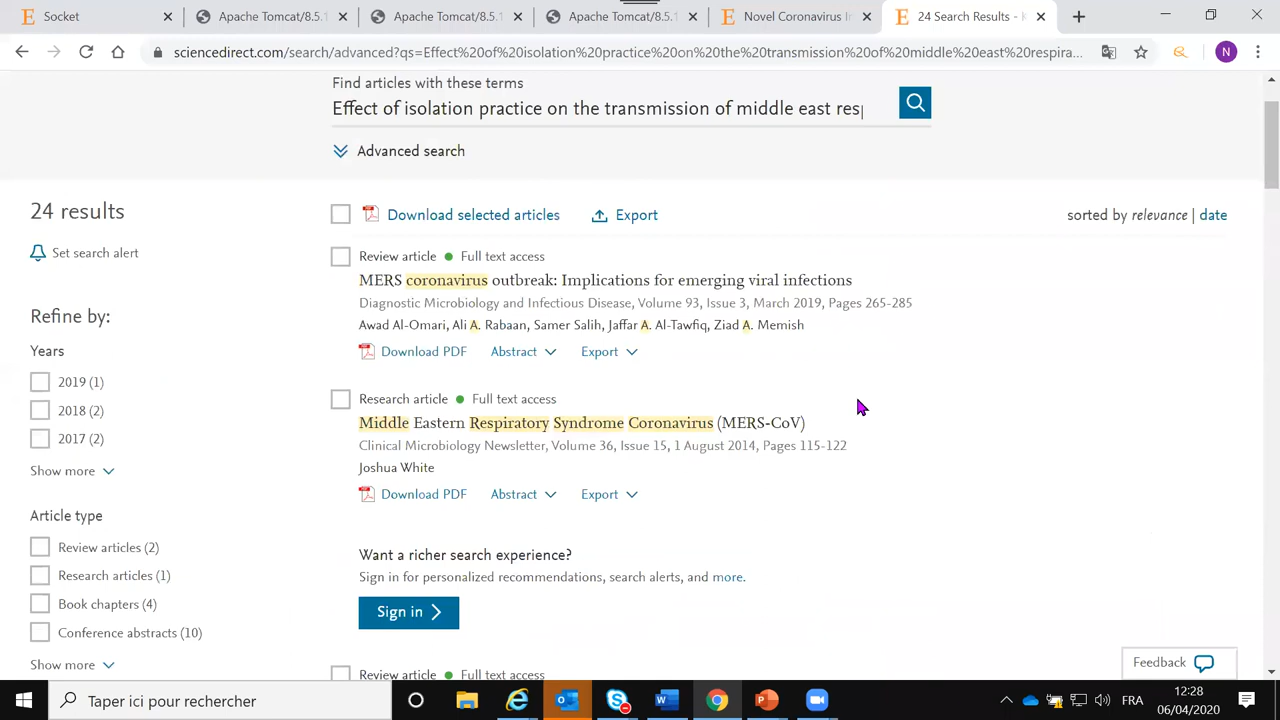 Socket
Apache Tomcat/8.5.1
Apache Tomcat/8.5.1
Apache Tomcat/8.5.1
Novel Coronavirus In
24 Search Results -
sciencedirect.com/search/advanced?qs=Effect%20of%20isolation%20practice%20on%20the%20transmission%20of%20middle%20east%20respira...
N
Find articles with these terms
Effect of isolation practice on the transmission of middle east resp
Advanced search
24 results
Set search alert
Refine by:
Years
2019 (1)
2018 (2)
2017 (2)
Show more
Article type
Review articles (2)
Research articles (1)
Book chapters (4)
Conference abstracts (10)
Show more
Download selected articles
Export
sorted by relevance | date
Review article Full text access
MERS coronavirus outbreak: Implications for emerging viral infections
Diagnostic Microbiology and Infectious Disease, Volume 93, Issue 3, March 2019, Pages 265-285
Awad Al-Omari, Ali A. Rabaan, Samer Salih, Jaffar A. Al-Tawfiq, Ziad A. Memish
Download PDF Abstract Export
Research article Full text access
Middle Eastern Respiratory Syndrome Coronavirus (MERS-CoV)
Clinical Microbiology Newsletter, Volume 36, Issue 15, 1 August 2014, Pages 115-122
Joshua White
Download PDF Abstract Export
Want a richer search experience?
Sign in for personalized recommendations, search alerts, and more.
Sign in
Review article Full text access
Feedback
Taper ici pour rechercher
FRA
12:28
06/04/2020